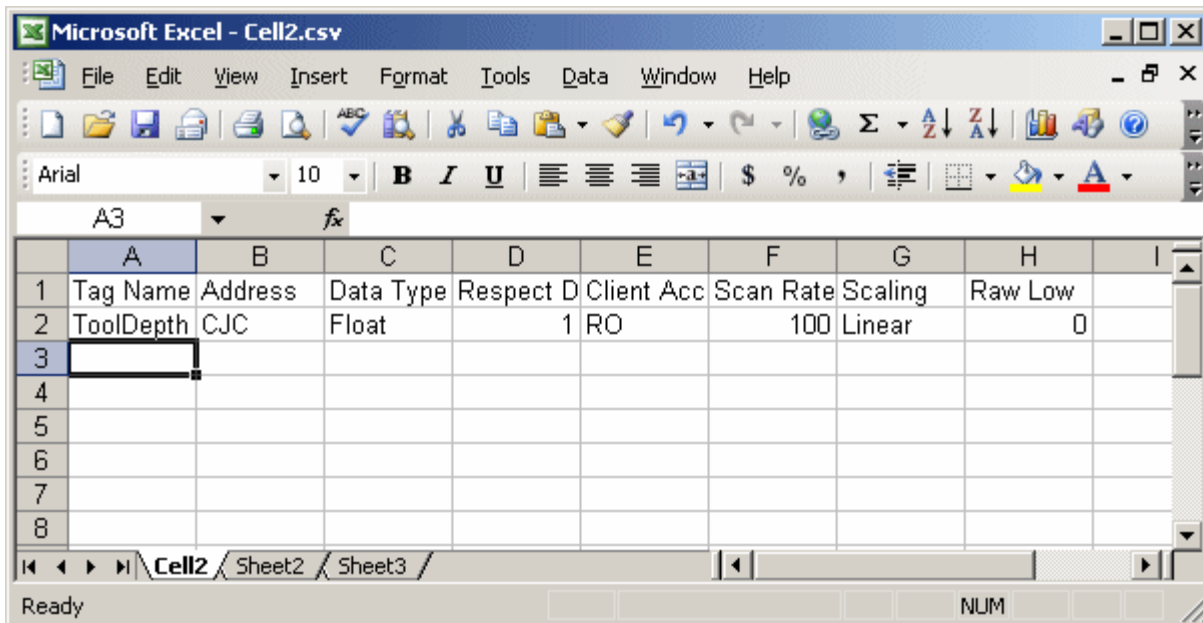 Microsoft Excel - Cell2.csv
File Edit View Insert Format Tools Data Window Help
ABC Σ A Z Z A
Arial 10 B I U a $ % , A
A3 fx
A B C D E F G H I
1 Tag Name Address Data Type Respect D Client Acc Scan Rate Scaling Raw Low
2 ToolDepth CJC Float 1 RO 100 Linear 0
3
4
5
6
7
8
Cell2 Sheet2 Sheet3
Ready NUM